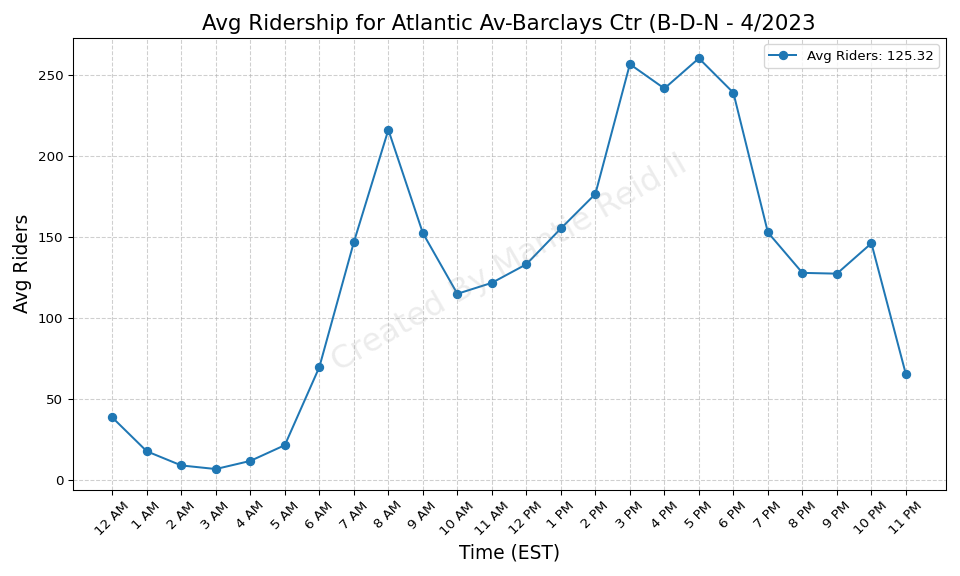 Avg Ridership for Atlantic Av-Barclays Ctr (B-D-N - 4/2023
Avg Riders: 125.32
250
200
150
100
50
0
Avg Riders
Created By Mantie Reid II
12 AM
1 AM
2 AM
3 AM
4 AM
5 AM
6 AM
7 AM
8 AM
9 AM
10 AM
11 AM
12 PM
1 PM
2 PM
3 PM
4 PM
5 PM
6 PM
7 PM
8 PM
9 PM
10 PM
11 PM
Time (EST)